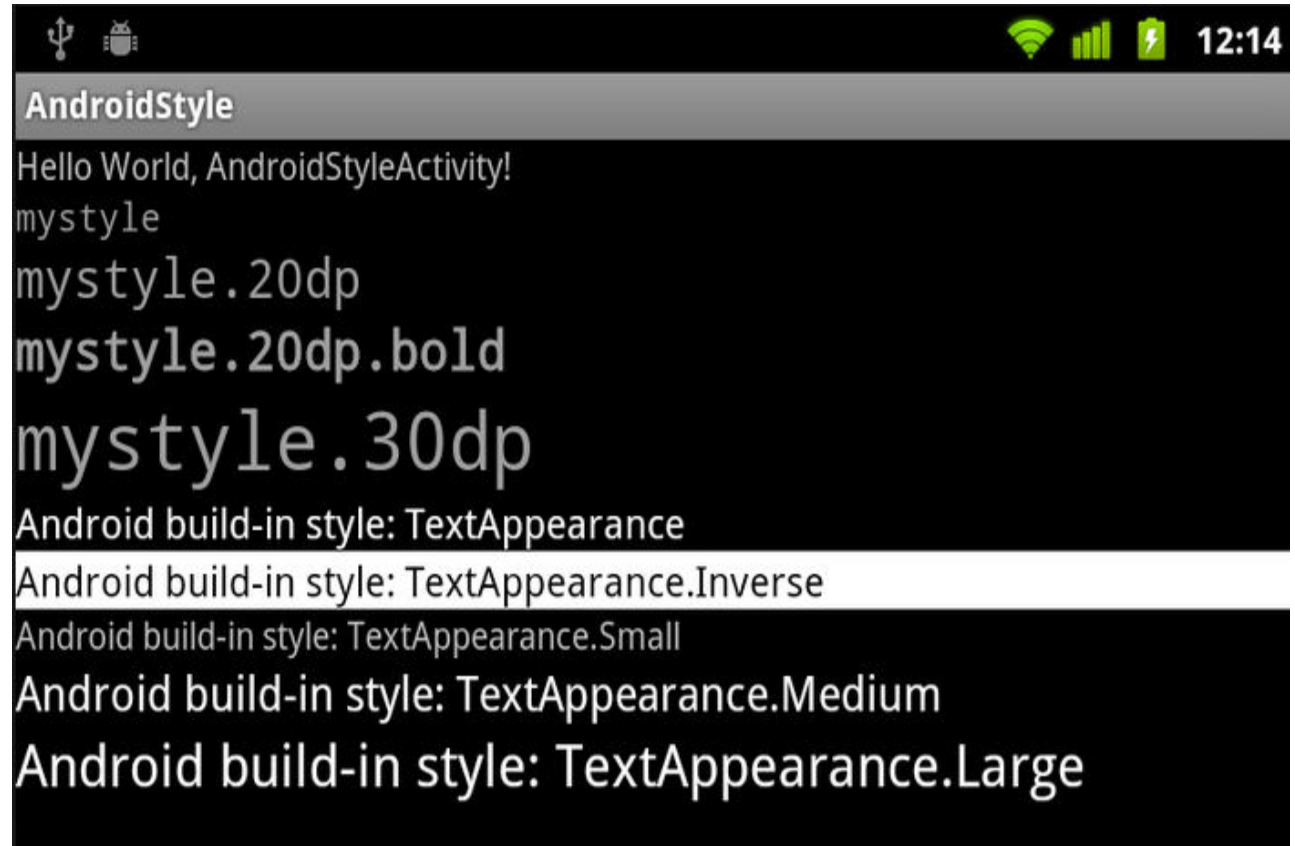 12:14
AndroidStyle
Hello World, AndroidStyleActivity!
mystyle
mystyle.20dp
mystyle.20dp.bold
mystyle.30dp
Android build-in style: TextAppearance
Android build-in style: TextAppearance.Inverse
Android build-in style: TextAppearance.Small
Android build-in style: TextAppearance.Medium
Android build-in style: TextAppearance.Large